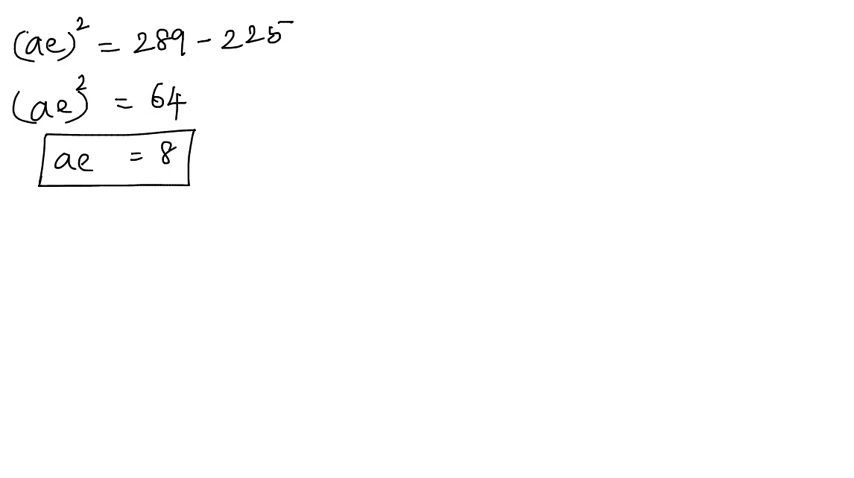 (ae)² = 289 - 225
(ae)² = 64
ae = 8